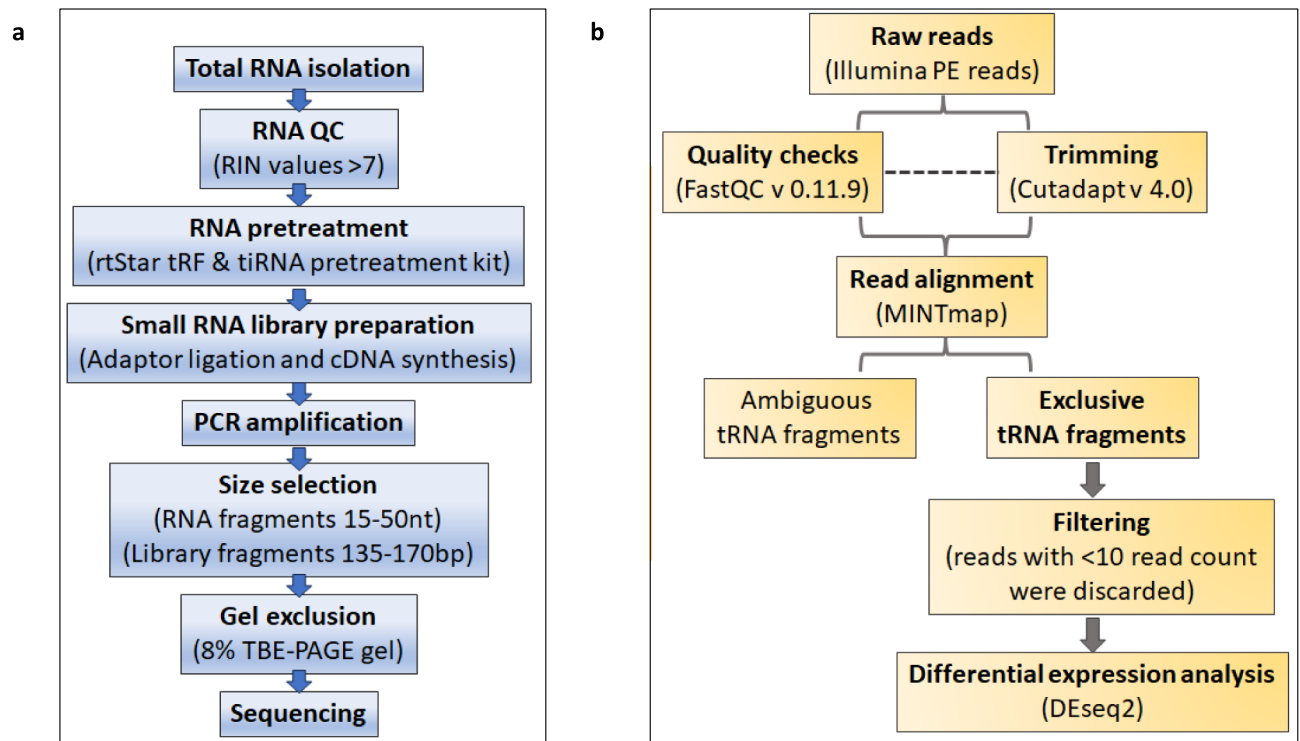 a
Total RNA isolation
RNA QC
(RIN values >7)
RNA pretreatment
(rtStar tRF & tiRNA pretreatment kit)
Small RNA library preparation
(Adaptor ligation and cDNA synthesis)
PCR amplification
Size selection
(RNA fragments 15-50nt)
(Library fragments 135-170bp)
Gel exclusion
(8% TBE-PAGE gel)
Sequencing
b
Raw reads
(Illumina PE reads)
Quality checks
(FastQC v 0.11.9)
Trimming
(Cutadapt v 4.0)
Read alignment
(MINTmap)
Ambiguous
tRNA fragments
Exclusive
tRNA fragments
Filtering
(reads with <10 read count
were discarded)
Differential expression analysis
(DEseq2)